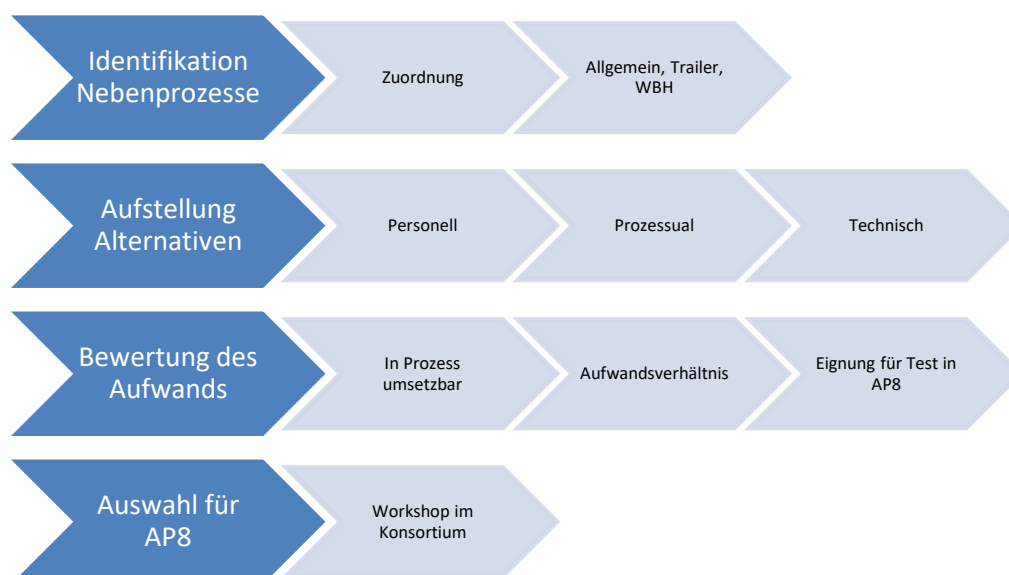 Identifikation
Nebenprozesse
Zuordnung
Allgemein, Trailer,
WBH
Aufstellung
Alternativen
Personell
Prozessual
Technisch
Bewertung des
Aufwands
In Prozess
umsetzbar
Aufwandsverhältnis
Eignung für Test in
AP8
Auswahl für
AP8
Workshop im
Konsortium